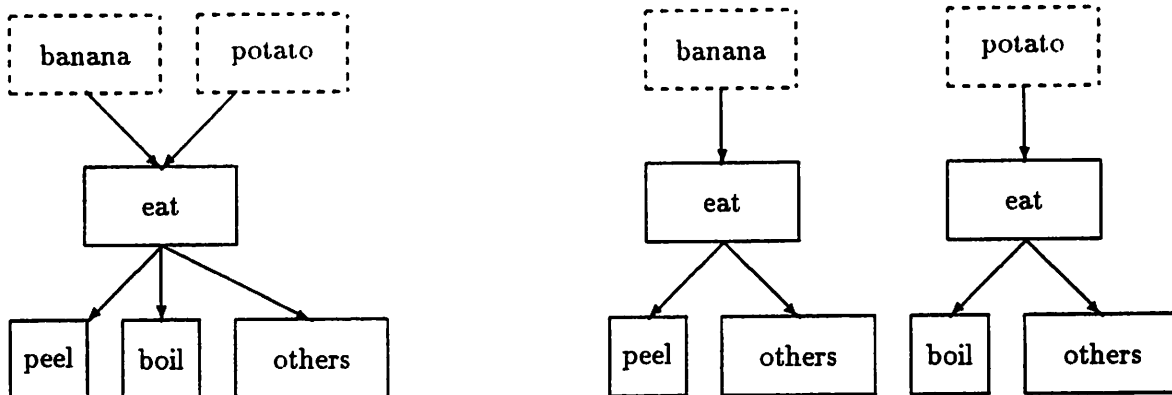 banana potato
eat
peel boil others
banana potato
eat eat
peel others boil others